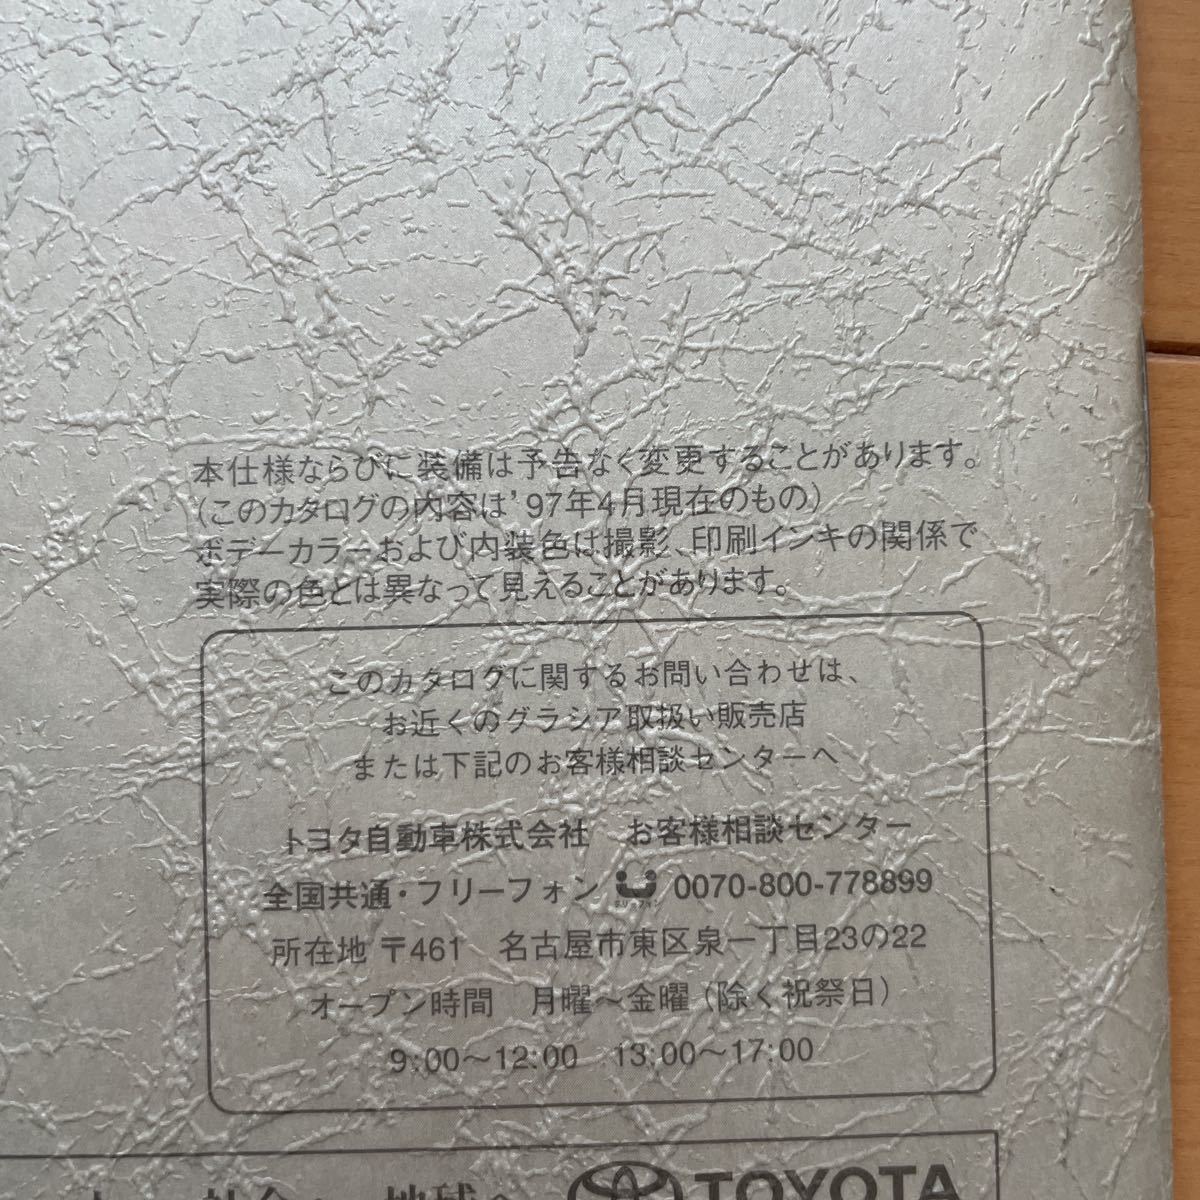 本仕様ならびに装備は予告なく変更することがあります。
(このカタログの内容は'97年4月現在のもの)
ボデーカラーおよび内装色は撮影、印刷インキの関係で
実際の色とは異なって見えることがあります。
このカタログに関するお問い合わせは、
お近くのグラシア取扱い販売店
または下記のお客様相談センターへ
トヨタ自動車株式会社 お客様相談センター
全国共通・フリーフォン フリーフォン 0070-800-778899
所在地 〒461 名古屋市東区泉一丁目23の22
オープン時間 月曜～金曜（除く祝祭日）
9:00～12:00 13:00～17:00
地球へ TOYOTA